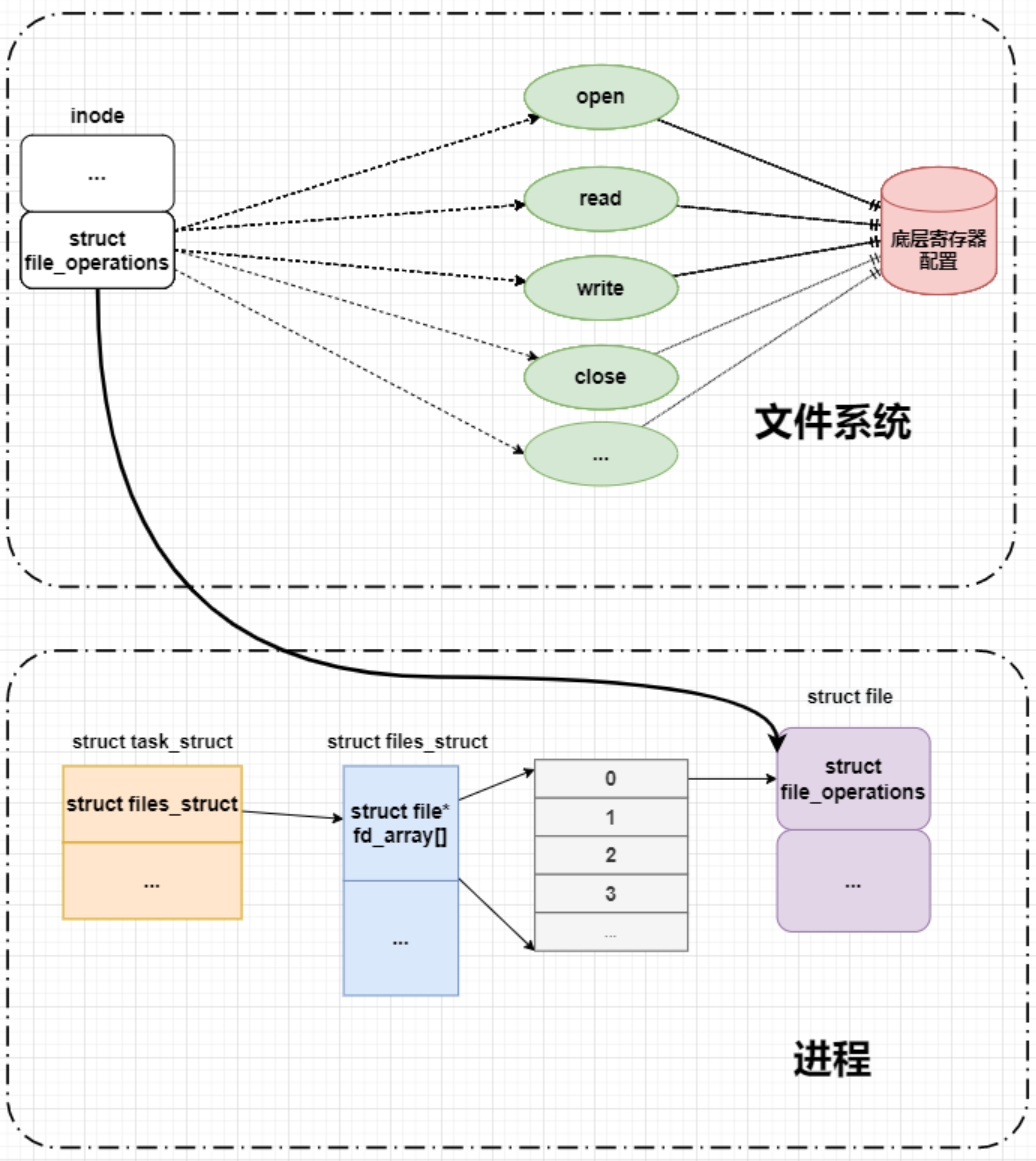 inode
...
struct
file_operations
open
read
write
close
...
底层寄存器
配置
文件系统
struct task_struct
struct files_struct
...
struct files_struct
struct file*
fd_array[]
...
0
1
2
3
...
struct file
struct
file_operations
...
进程